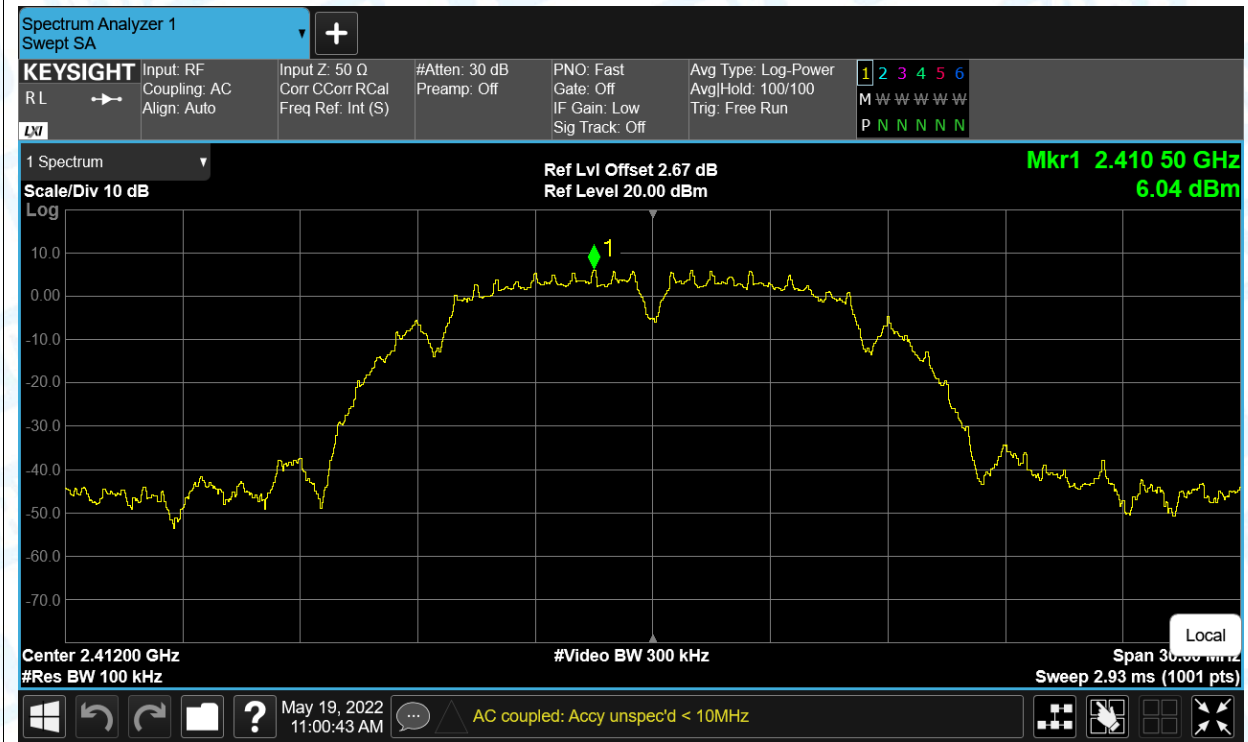 Spectrum Analyzer 1
Swept SA
KEYSIGHT
R L
LXI
Input: RF
Coupling: AC
Align: Auto
Input Z: 50 Ω
Corr CCorr RCal
Freq Ref: Int (S)
#Atten: 30 dB
Preamp: Off
PNO: Fast
Gate: Off
IF Gain: Low
Sig Track: Off
Avg Type: Log-Power
Avg|Hold: 100/100
Trig: Free Run
1 2 3 4 5 6
M W W W W W W
P N N N N N N
1 Spectrum
Scale/Div 10 dB
Ref Lvl Offset 2.67 dB
Ref Level 20.00 dBm
Mkr1 2.410 50 GHz
6.04 dBm
Log
1
10.0
0.00
-10.0
-20.0
-30.0
-40.0
-50.0
-60.0
-70.0
Local
Center 2.41200 GHz
#Video BW 300 kHz
Span 30.00 MHz
#Res BW 100 kHz
Sweep 2.93 ms (1001 pts)
?
May 19, 2022
11:00:43 AM
AC coupled: Accy unspec'd < 10MHz